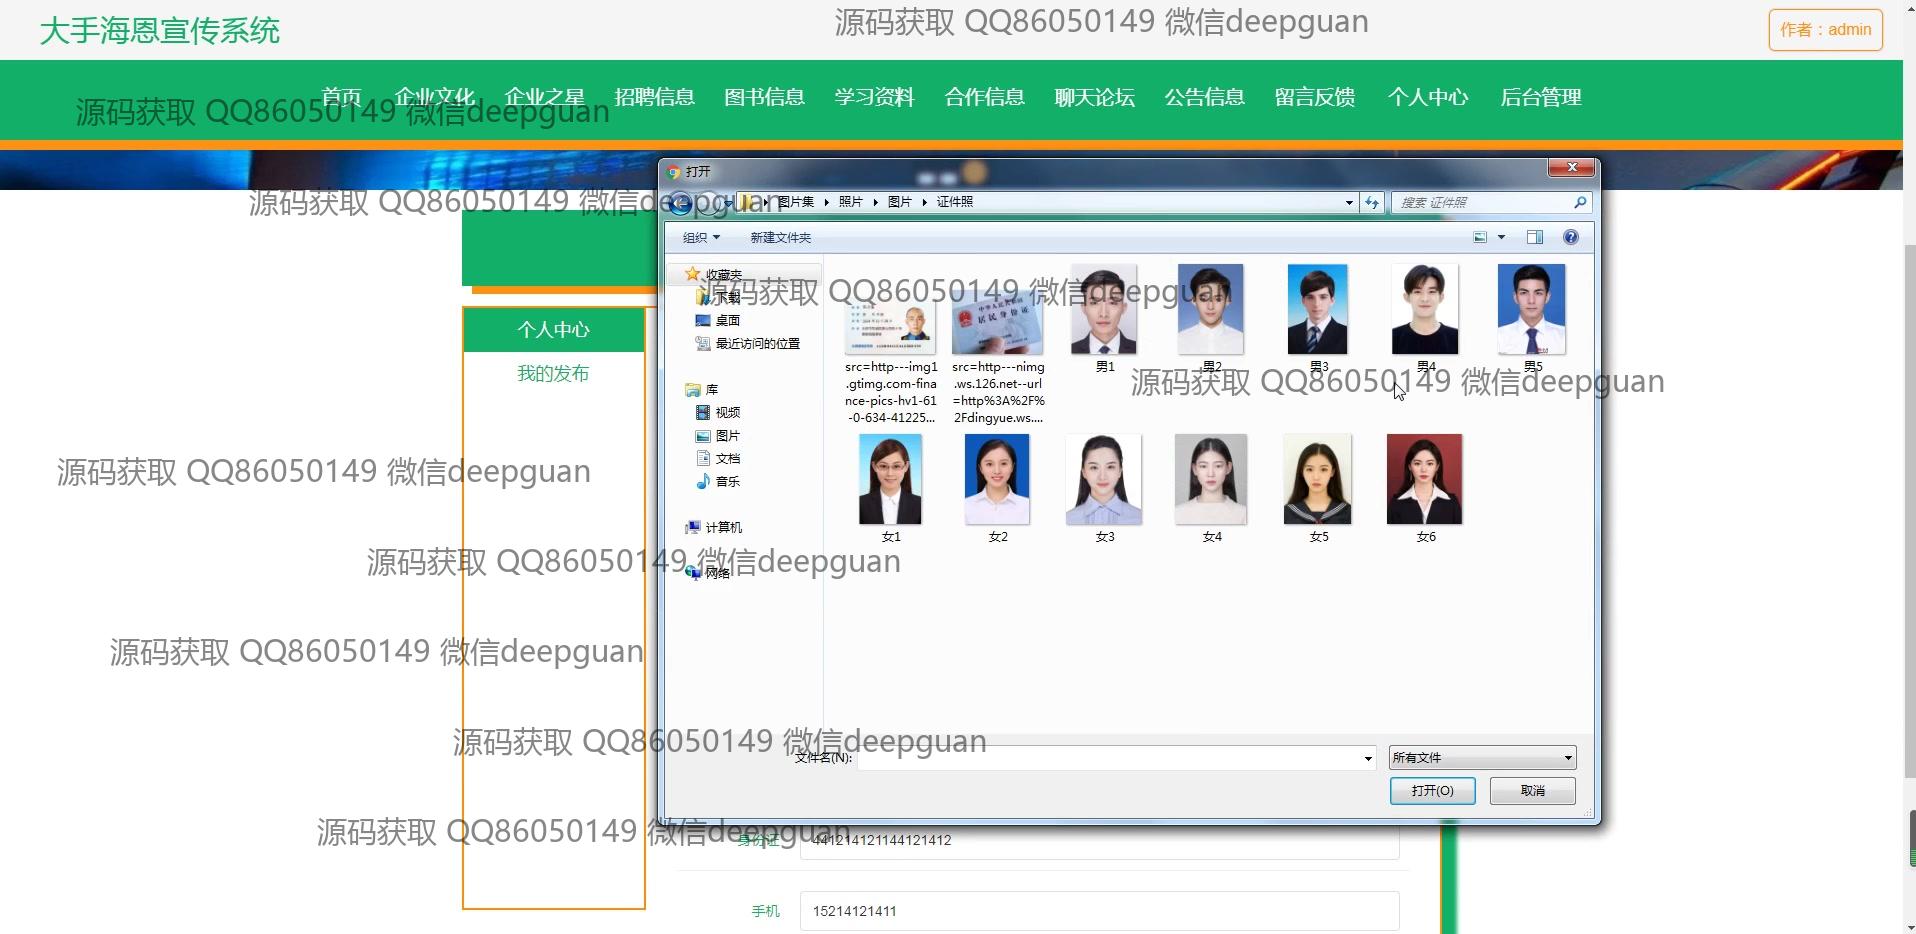 大手海恩宣传系统
源码获取 QQ86050149 微信deepguan
作者：admin
首页 企业文化 企业之星 招聘信息 图书信息 学习资料 合作信息 聊天论坛 公告信息 留言反馈 个人中心 后台管理
源码获取 QQ86050149 微信deepguan
打开
源码获取 QQ86050149 微信deepguan
图片集 照片 图片 证件照
搜索 证件照
组织 新建文件夹
收藏夹
下载
桌面
最近访问的位置
库
视频
图片
文档
音乐
计算机
网络
源码获取 QQ86050149 微信deepguan
居民身份证
src=http---img1
.gtimg.com-fina
nce-pics-hv1-61
-0-634-41225...
src=http---nimg
.ws.126.net--url
=http%3A%2F%
2Fdingyue.ws....
男1 男2 男3 男4 男5
源码获取 QQ86050149 微信deepguan
女1 女2 女3 女4 女5 女6
个人中心
我的发布
源码获取 QQ86050149 微信deepguan
源码获取 QQ86050149 微信deepguan
源码获取 QQ86050149 微信deepguan
源码获取 QQ86050149 微信deepguan
文件名(N):
所有文件
打开(O) 取消
源码获取 QQ86050149 微信deepguan
身份证 441214121144121412
手机 15214121411